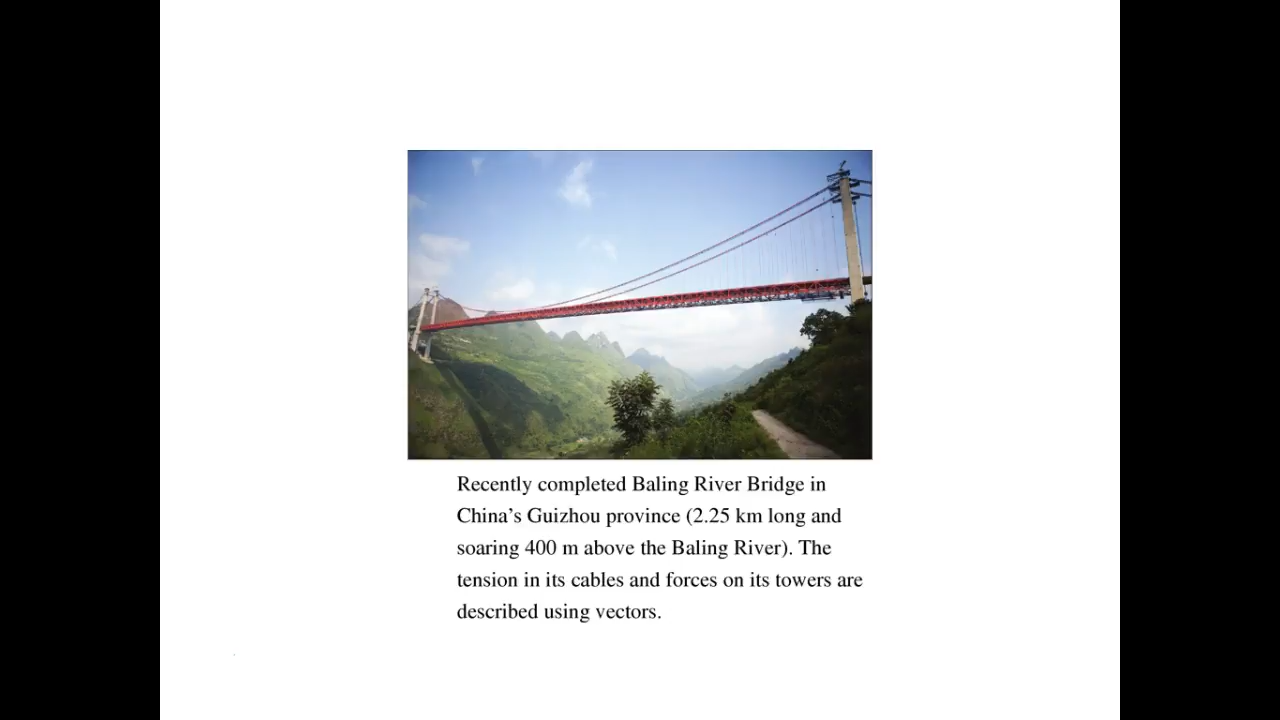 Recently completed Baling River Bridge in
China’s Guizhou province (2.25 km long and
soaring 400 m above the Baling River). The
tension in its cables and forces on its towers are
described using vectors.